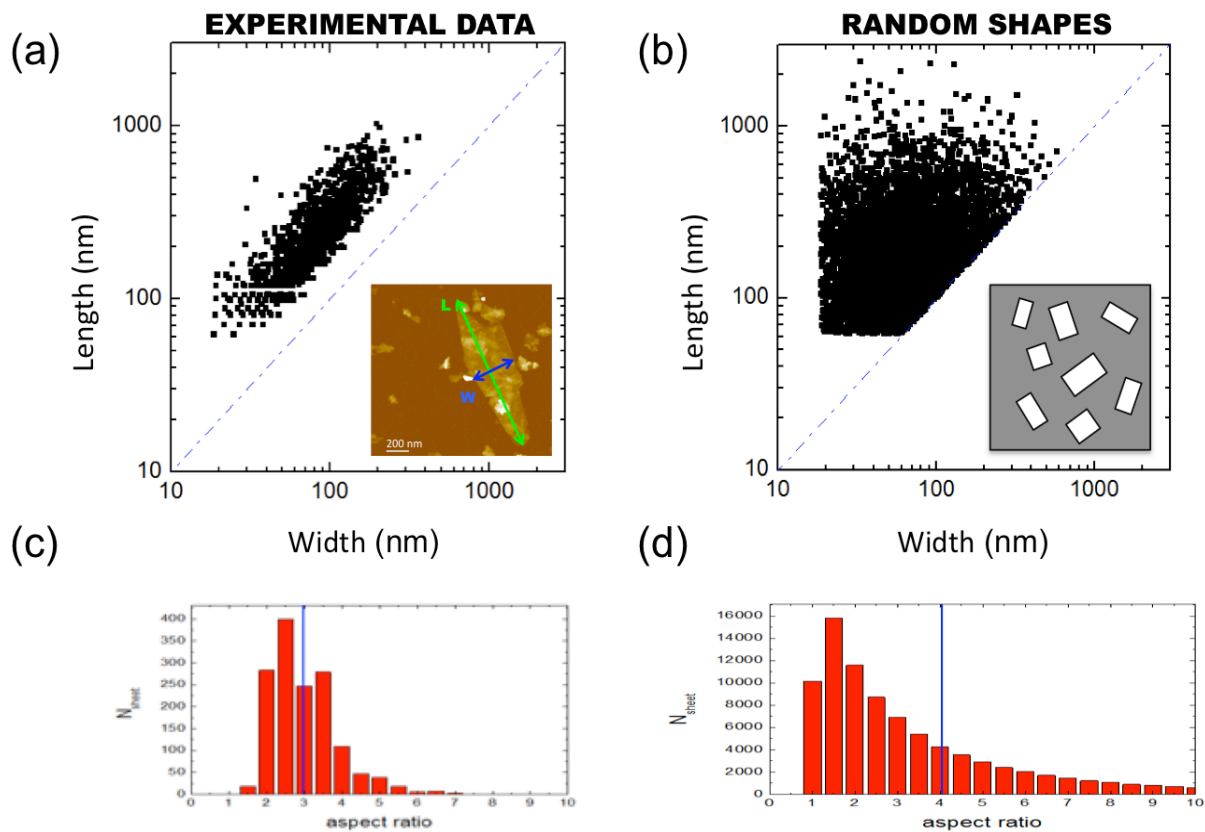 EXPERIMENTAL DATA
RANDOM SHAPES
(a)
(b)
1000
100
10
Length (nm)
L
W
200 nm
10
100
1000
Width (nm)
1000
100
10
Length (nm)
10
100
1000
Width (nm)
(c)
(d)
400
350
300
250
200
150
100
50
0
N sheet
0 1 2 3 4 5 6 7 8 9 10
aspect ratio
16000
14000
12000
10000
8000
6000
4000
2000
0
N sheet
0 1 2 3 4 5 6 7 8 9 10
aspect ratio